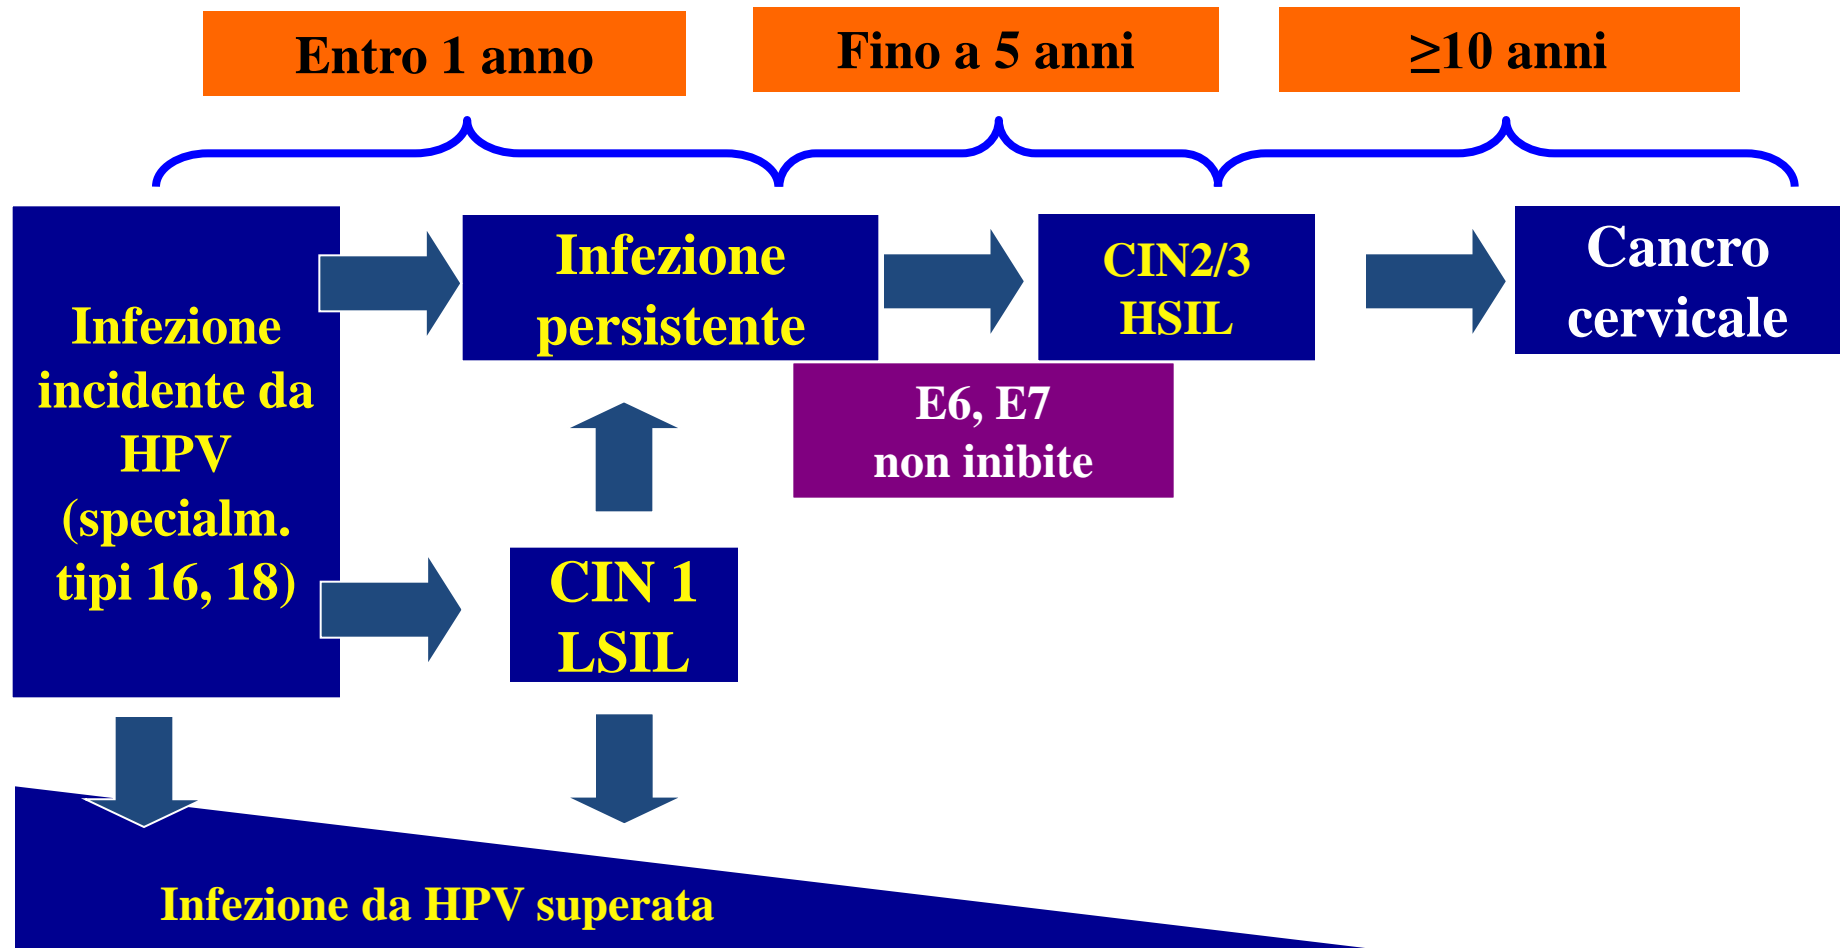 Entro 1 anno
Fino a 5 anni
≥10 anni
Infezione
incidente da
HPV
(specialm.
tipi 16, 18)
Infezione
persistente
CIN2/3
HSIL
Cancro
cervicale
E6, E7
non inibite
CIN 1
LSIL
Infezione da HPV superata